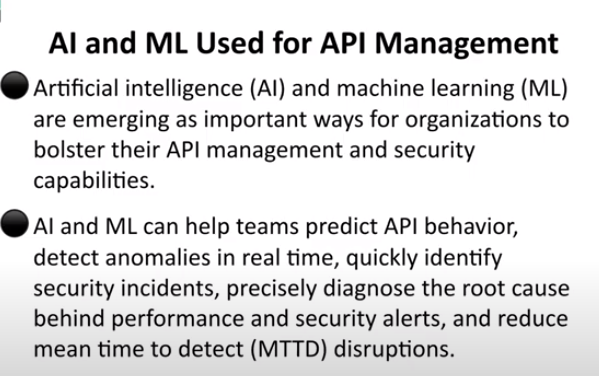 AI and ML Used for API Management
Artificial intelligence (AI) and machine learning (ML)
are emerging as important ways for organizations to
bolster their API management and security
capabilities.
AI and ML can help teams predict API behavior,
detect anomalies in real time, quickly identify
security incidents, precisely diagnose the root cause
behind performance and security alerts, and reduce
mean time to detect (MTTD) disruptions.